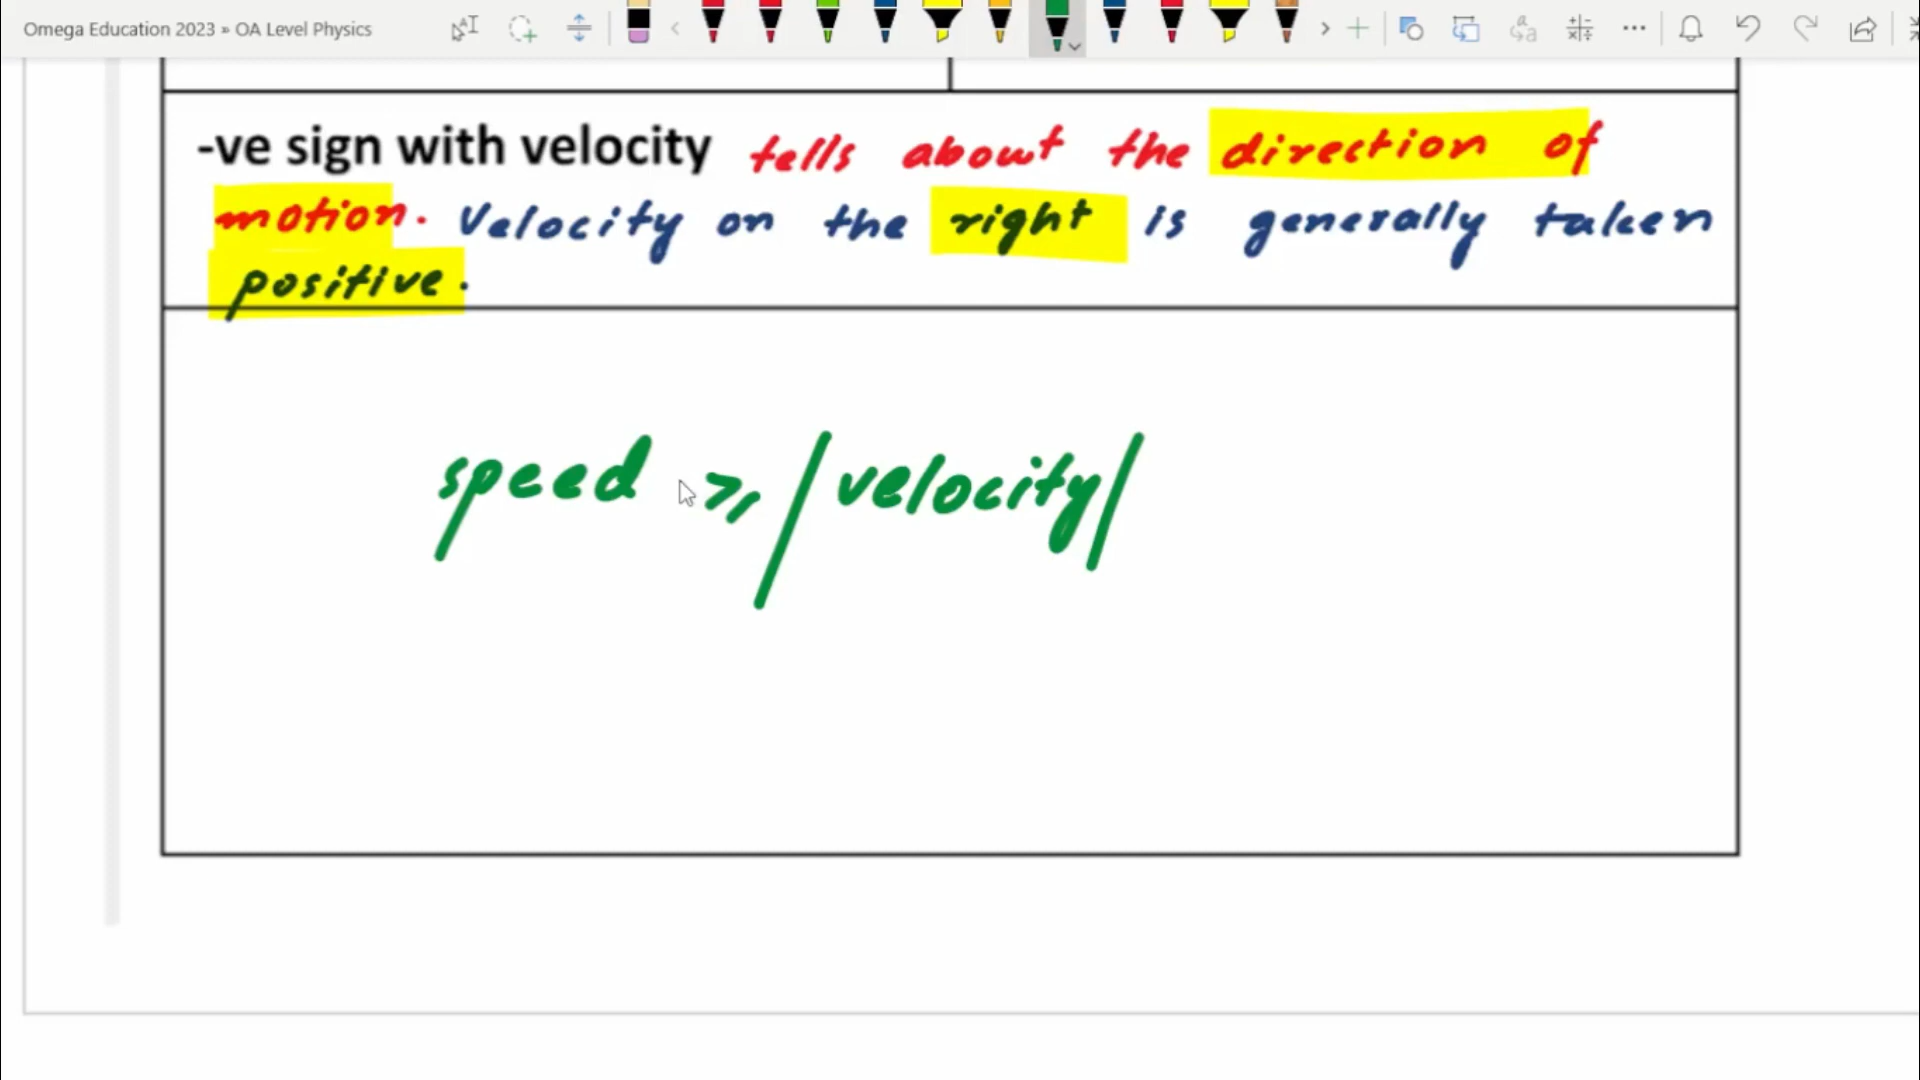 Omega Education 2023 » OA Level Physics
-ve sign with velocity tells about the direction of
motion. Velocity on the right is generally taken
positive.
speed ⩾ |velocity|